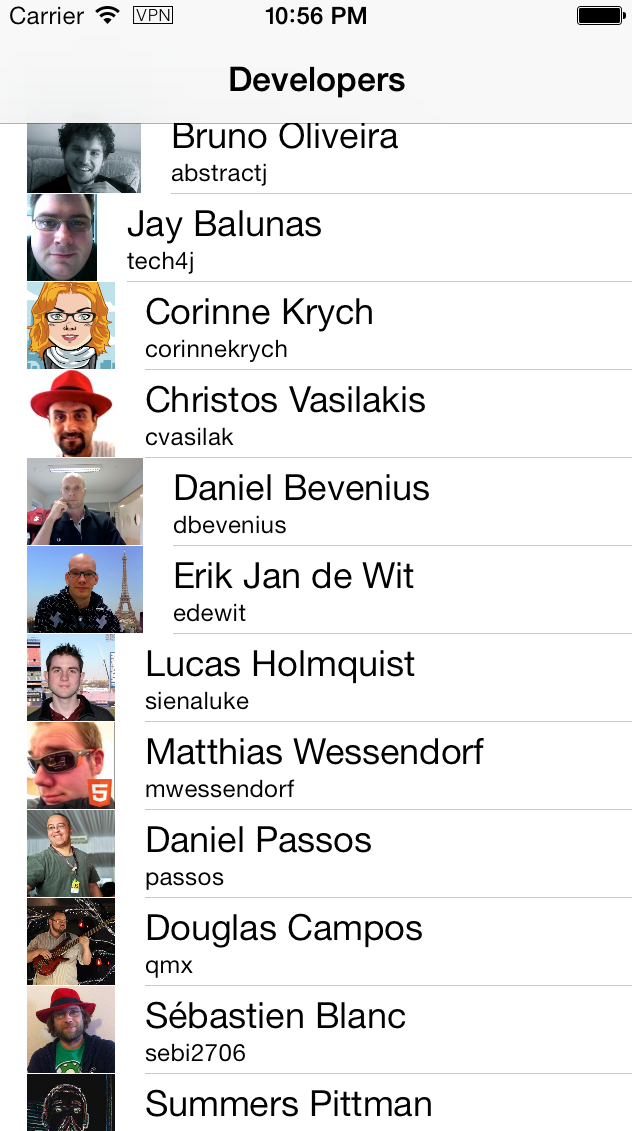 Carrier VPN 10:56 PM
Developers
Bruno Oliveira
abstractj
Jay Balunas
tech4j
Corinne Krych
corinnekrych
Christos Vasilakis
cvasilak
Daniel Bevenius
dbevenius
Erik Jan de Wit
edewit
Lucas Holmquist
sienaluke
Matthias Wessendorf
mwessendorf
5
Daniel Passos
passos
Douglas Campos
qmx
Sébastien Blanc
sebi2706
Summers Pittman